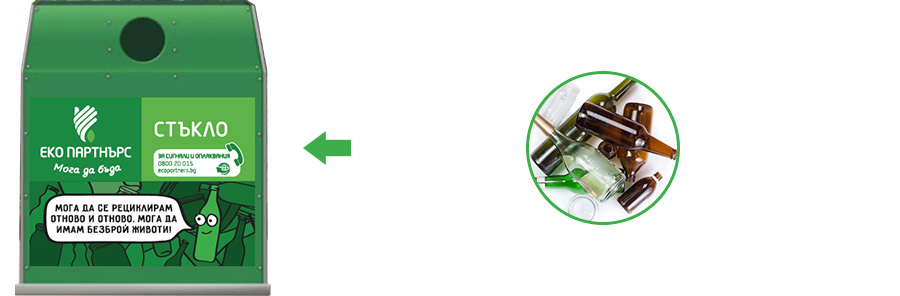 ЕКО ПАРТНЪРС
Мога да бъда
СТЪКЛО
ЗА СИГНАЛИ И ОПЛАКВАНИЯ
0800 20 015
ecopartners.bg
МОГА ДА СЕ РЕЦИКЛИРАМ
ОТНОВО И ОТНОВО. МОГА ДА
ИМАМ БЕЗБРОЙ ЖИВОТИ!